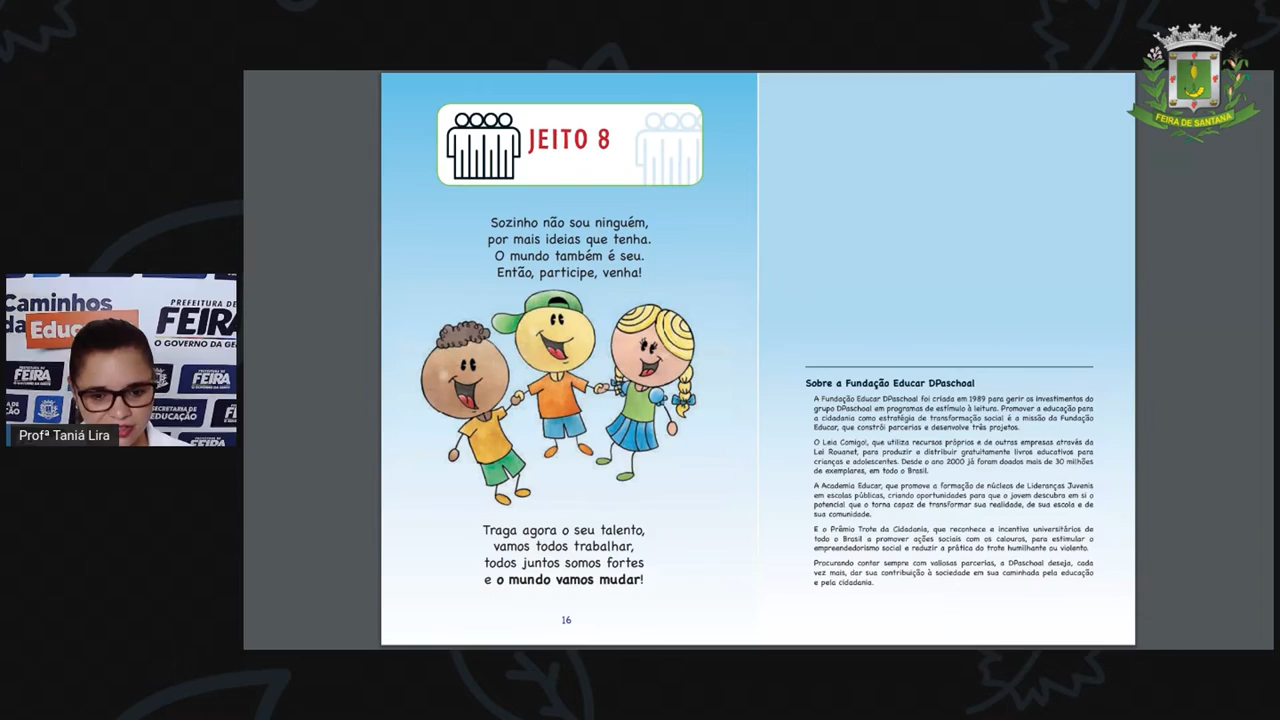 FEIRA DE SANTANA
JEITO 8
Sozinho não sou ninguém,
por mais ideias que tenha.
O mundo também é seu.
Então, participe, venha!
Traga agora o seu talento,
vamos todos trabalhar,
todos juntos somos fortes
e o mundo vamos mudar!
16
Sobre a Fundação Educar DPaschoal
A Fundação Educar DPaschoal foi criada em 1989 para gerir os investimentos do
grupo DPaschoal em programas de estímulo à leitura. Promover a educação para
a cidadania como estratégia de transformação social é a missão da Fundação
Educar, que constrói parcerias e desenvolve três projetos.
O Leia Comigo!, que utiliza recursos próprios e de outras empresas através da
Lei Rouanet, para produzir e distribuir gratuitamente livros educativos para
crianças e adolescentes. Desde o ano 2000 já foram doados mais de 30 milhões
de exemplares, em todo o Brasil.
A Academia Educar, que promove a formação de núcleos de Lideranças Juvenis
em escolas públicas, criando oportunidades para que o jovem descubra em si o
potencial que o torna capaz de transformar sua realidade, de sua escola e de
sua comunidade.
E o Prêmio Trote da Cidadania, que reconhece e incentiva universitários de
todo o Brasil a promover ações sociais com os calouros, para estimular o
empreendedorismo social e reduzir a prática do trote humilhante ou violento.
Procurando contar sempre com valiosas parcerias, a DPaschoal deseja, cada
vez mais, dar sua contribuição à sociedade em sua caminhada pela educação
e pela cidadania.
Caminhos
da Educ
PREFEITURA DE
FEIRA
O GOVERNO DA GE
FEIRA
FEIRA
SECRETARIA DE
EDUCAÇÃO
Profª Taniá Lira